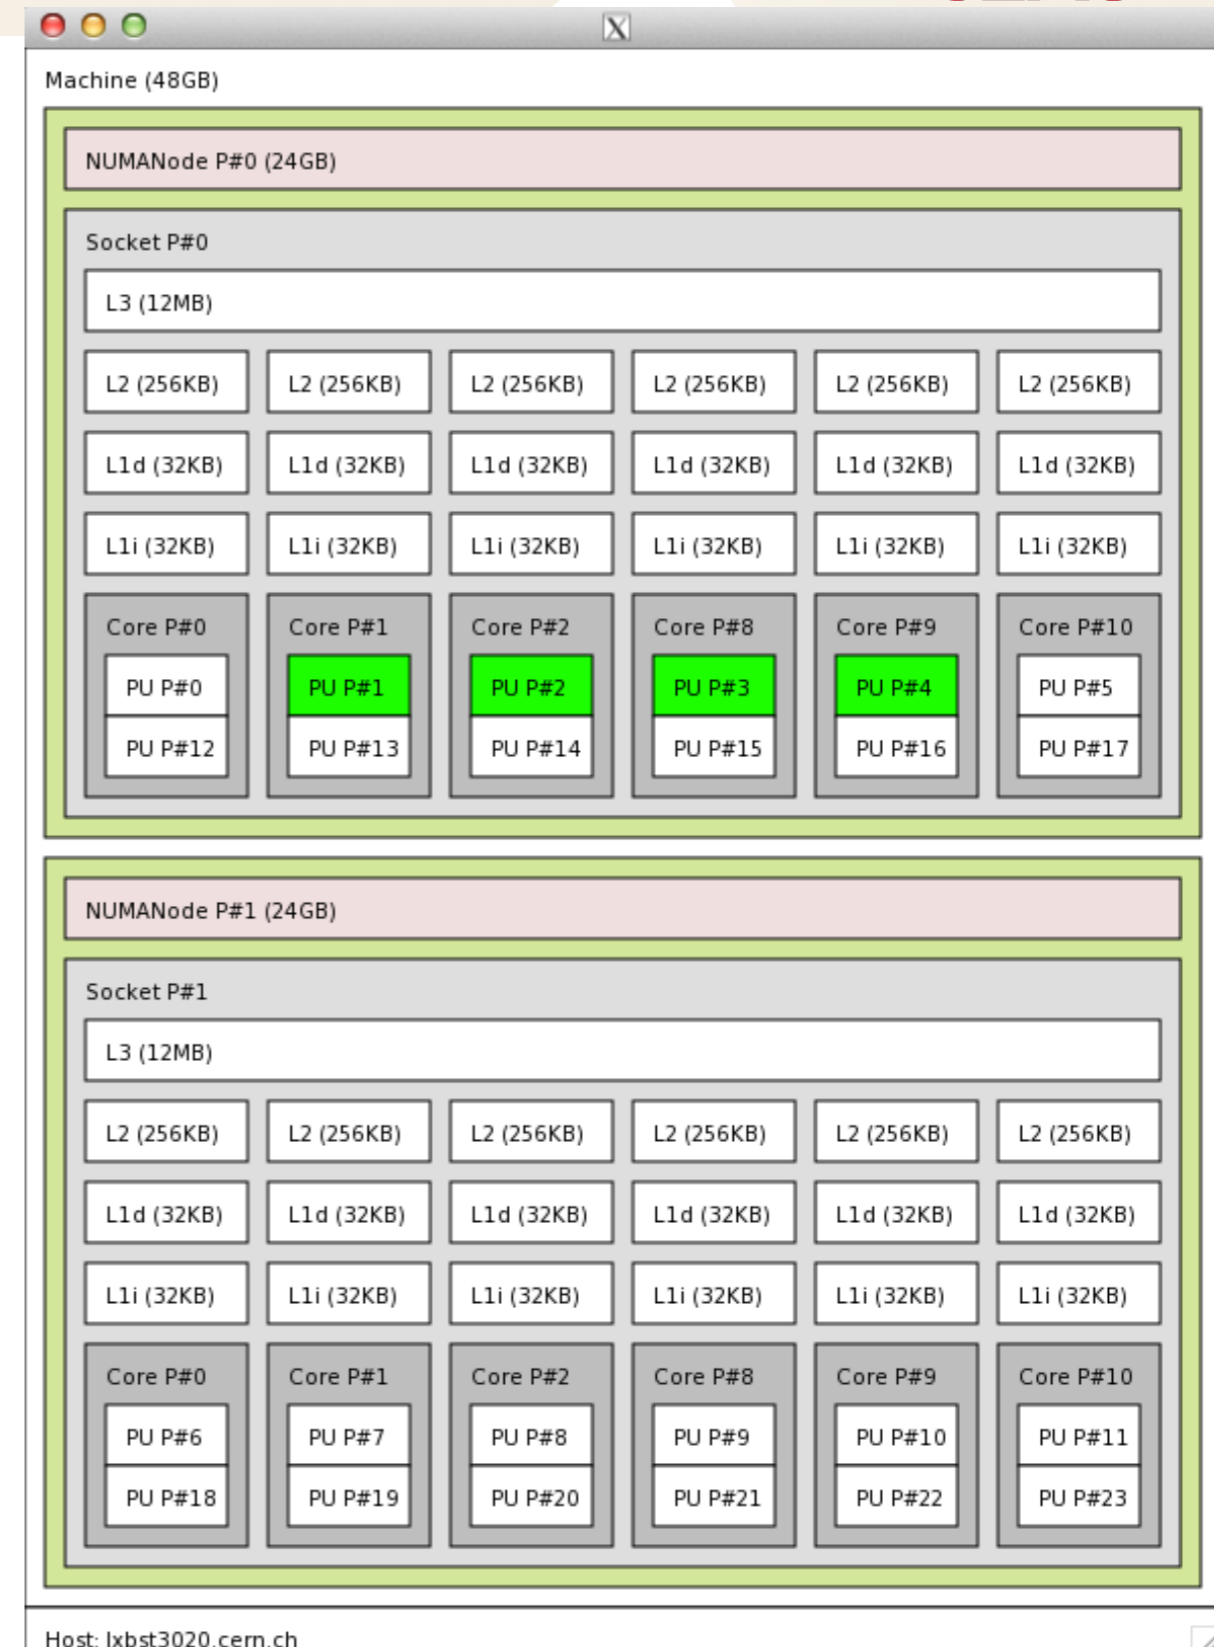 Machine (48GB)
NUMANode P#0 (24GB)
Socket P#0
L3 (12MB)
L2 (256KB) L2 (256KB) L2 (256KB) L2 (256KB) L2 (256KB) L2 (256KB)
L1d (32KB) L1d (32KB) L1d (32KB) L1d (32KB) L1d (32KB) L1d (32KB)
L1i (32KB) L1i (32KB) L1i (32KB) L1i (32KB) L1i (32KB) L1i (32KB)
Core P#0 Core P#1 Core P#2 Core P#8 Core P#9 Core P#10
PU P#0 PU P#1 PU P#2 PU P#3 PU P#4 PU P#5
PU P#12 PU P#13 PU P#14 PU P#15 PU P#16 PU P#17
NUMANode P#1 (24GB)
Socket P#1
L3 (12MB)
L2 (256KB) L2 (256KB) L2 (256KB) L2 (256KB) L2 (256KB) L2 (256KB)
L1d (32KB) L1d (32KB) L1d (32KB) L1d (32KB) L1d (32KB) L1d (32KB)
L1i (32KB) L1i (32KB) L1i (32KB) L1i (32KB) L1i (32KB) L1i (32KB)
Core P#0 Core P#1 Core P#2 Core P#8 Core P#9 Core P#10
PU P#6 PU P#7 PU P#8 PU P#9 PU P#10 PU P#11
PU P#18 PU P#19 PU P#20 PU P#21 PU P#22 PU P#23
Host: lxbst3020.cern.ch